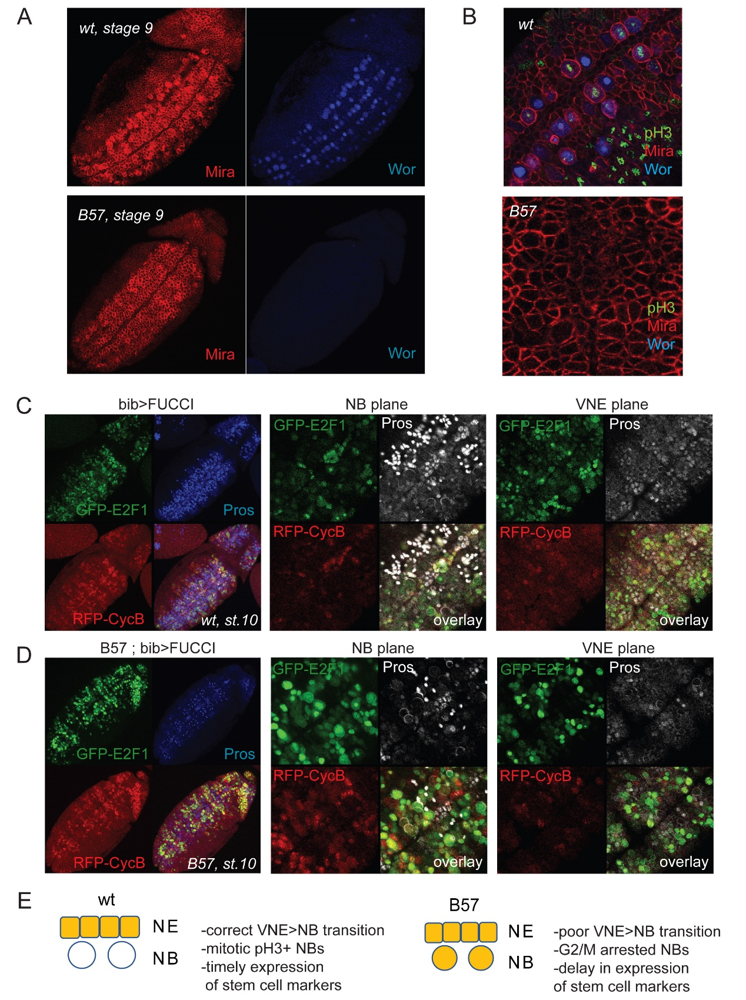 A
wt, stage 9
Mira
Wor
B57, stage 9
Mira
Wor
B
wt
pH3
Mira
Wor
B57
pH3
Mira
Wor
C
bib>FUCCI
NB plane
VNE plane
GFP-E2F1
Pros
RFP-CycB
wt, st.10
GFP-E2F1
Pros
RFP-CycB
overlay
GFP-E2F1
Pros
RFP-CycB
overlay
D
B57 ; bib>FUCCI
NB plane
VNE plane
GFP-E2F1
Pros
RFP-CycB
B57, st.10
GFP-E2F1
Pros
RFP-CycB
overlay
GFP-E2F1
Pros
RFP-CycB
overlay
E
wt
NE
NB
-correct VNE>NB transition
-mitotic pH3+ NBs
-timely expression
of stem cell markers
B57
NE
NB
-poor VNE>NB transition
-G2/M arrested NBs
-delay in expression
of stem cell markers